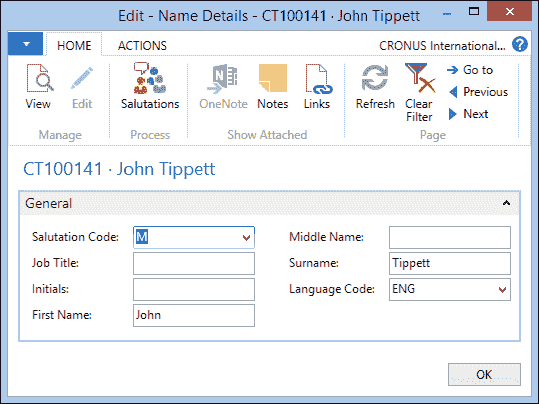 Edit - Name Details - CT100141 · John Tippett
HOME ACTIONS CRONUS International... ?
View Edit Salutations OneNote Notes Links Refresh Clear Filter Go to
Previous
Next
Manage Process Show Attached Page
CT100141 · John Tippett
General
Salutation Code: M Middle Name:
Job Title: Surname: Tippett
Initials: Language Code: ENG
First Name: John
OK